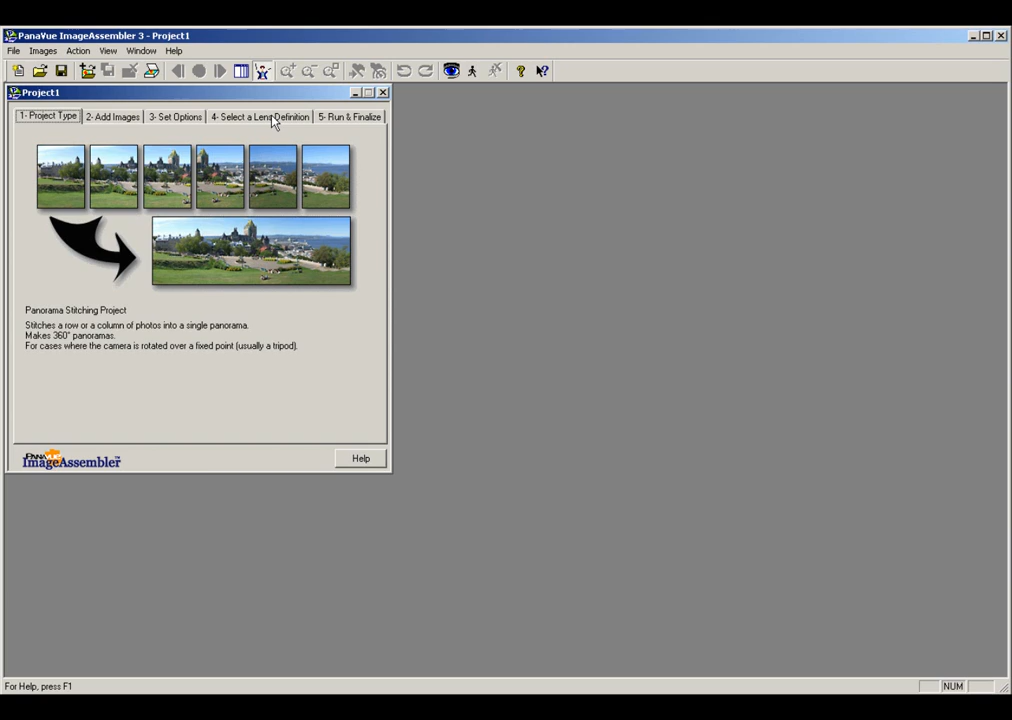 PanaVue ImageAssembler 3 - Project1
File Images Action View Window Help
Project1
1- Project Type 2- Add Images 3- Set Options 4- Select a Lens Definition 5- Run & Finalize
Panorama Stitching Project
Stitches a row or a column of photos into a single panorama.
Makes 360° panoramas.
For cases where the camera is rotated over a fixed point (usually a tripod).
PANAVUE
ImageAssembler™
Help
For Help, press F1
NUM